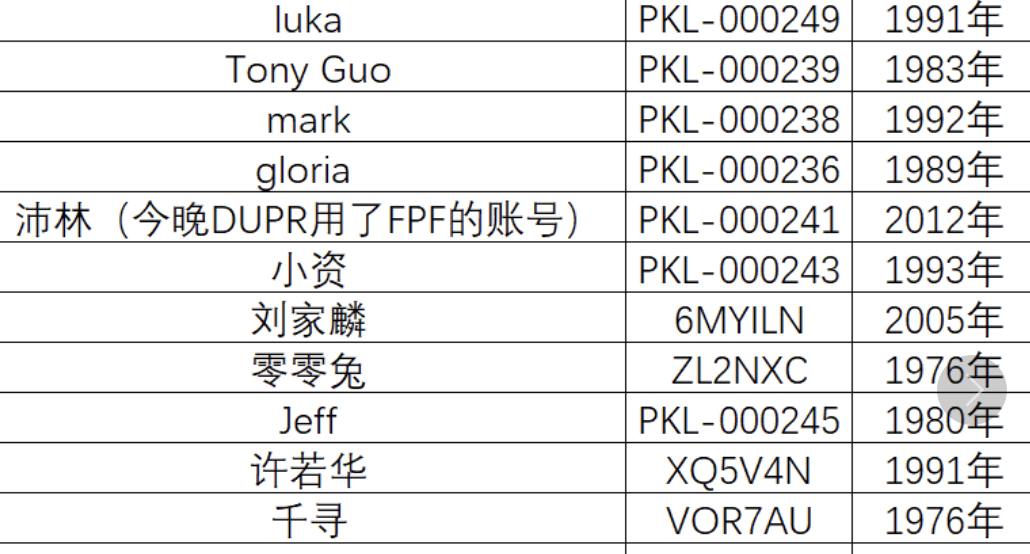 luka PKL-000249 1991年
Tony Guo PKL-000239 1983年
mark PKL-000238 1992年
gloria PKL-000236 1989年
沛林（今晚DUPR用了FPF的账号） PKL-000241 2012年
小资 PKL-000243 1993年
刘家麟 6MYILN 2005年
零零兔 ZL2NXC 1976年
Jeff PKL-000245 1980年
许若华 XQ5V4N 1991年
千寻 VOR7AU 1976年